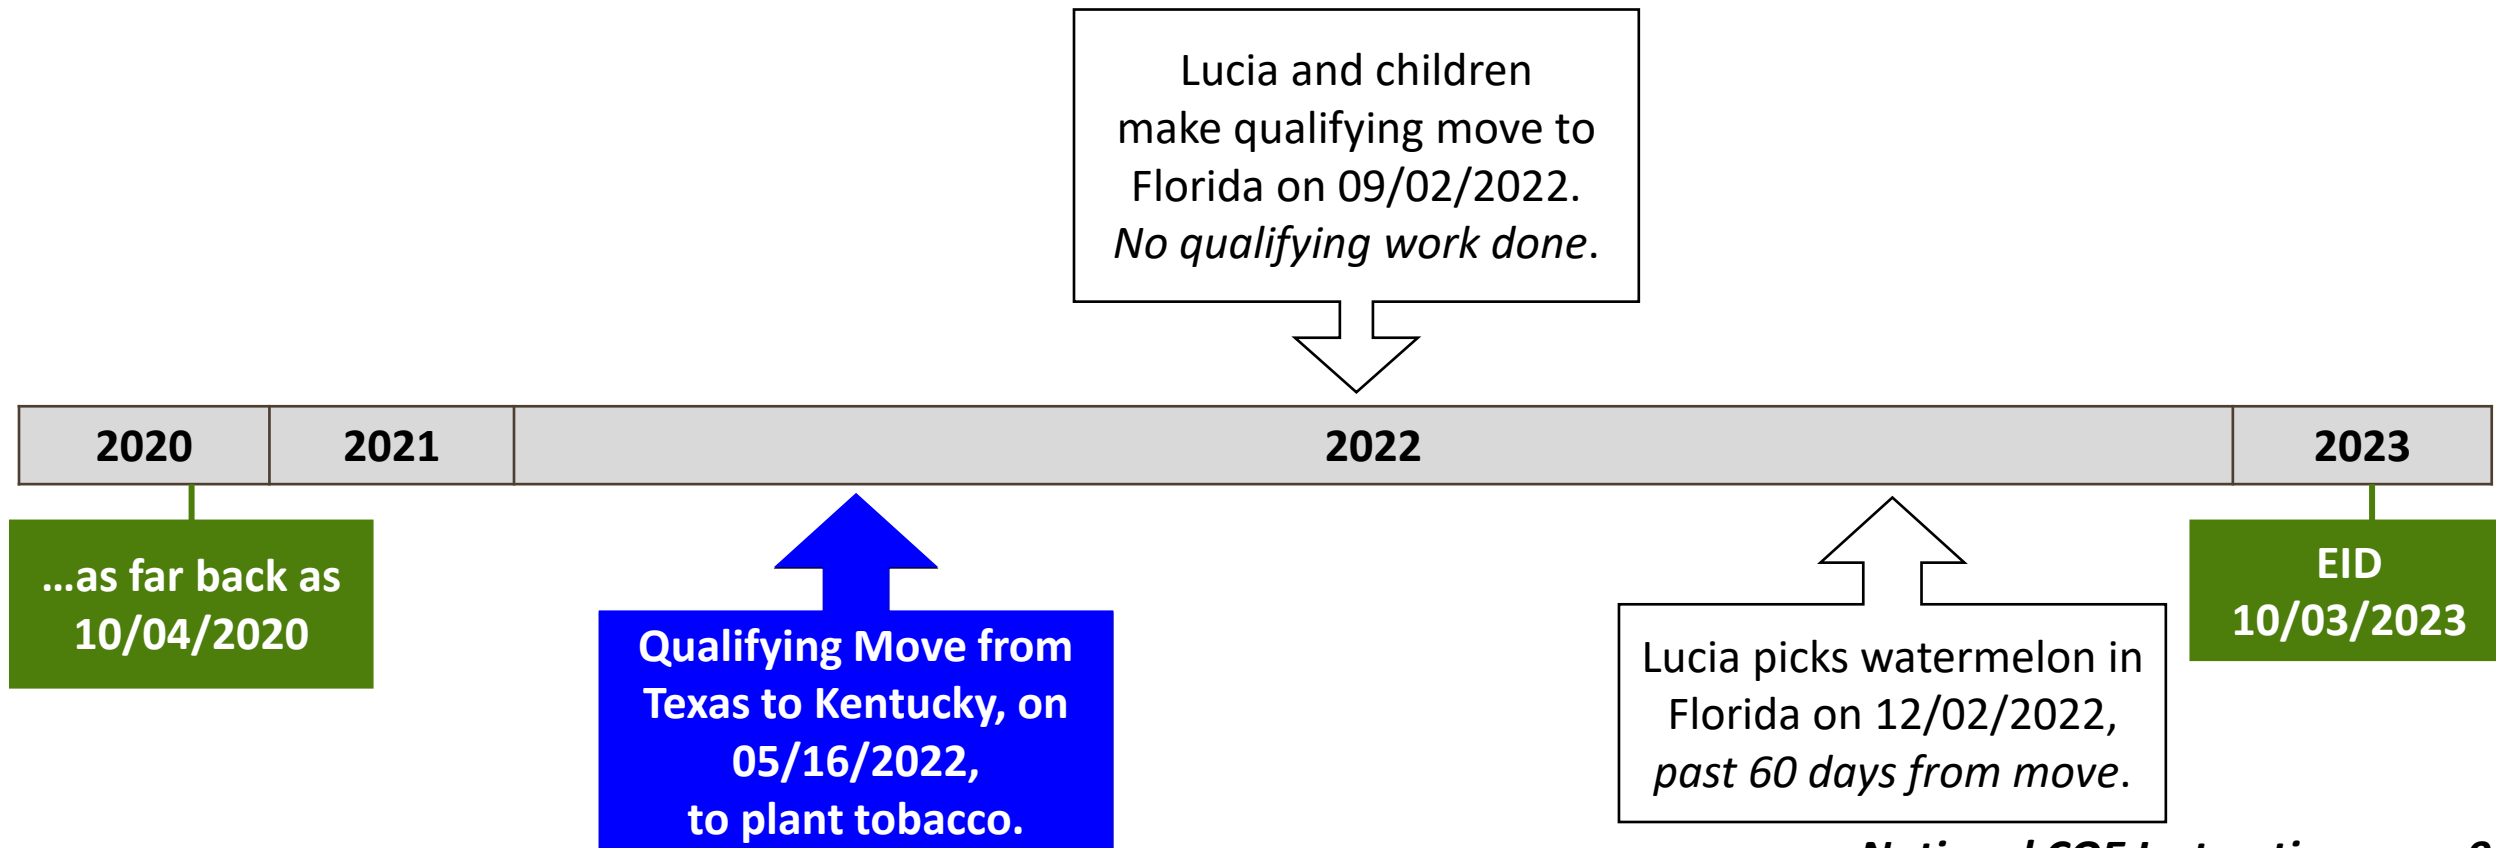 Lucia and children
make qualifying move to
Florida on 09/02/2022.
No qualifying work done.
2020
2021
2022
2023
...as far back as
10/04/2020
Qualifying Move from
Texas to Kentucky, on
05/16/2022,
to plant tobacco.
Lucia picks watermelon in
Florida on 12/02/2022,
past 60 days from move.
EID
10/03/2023